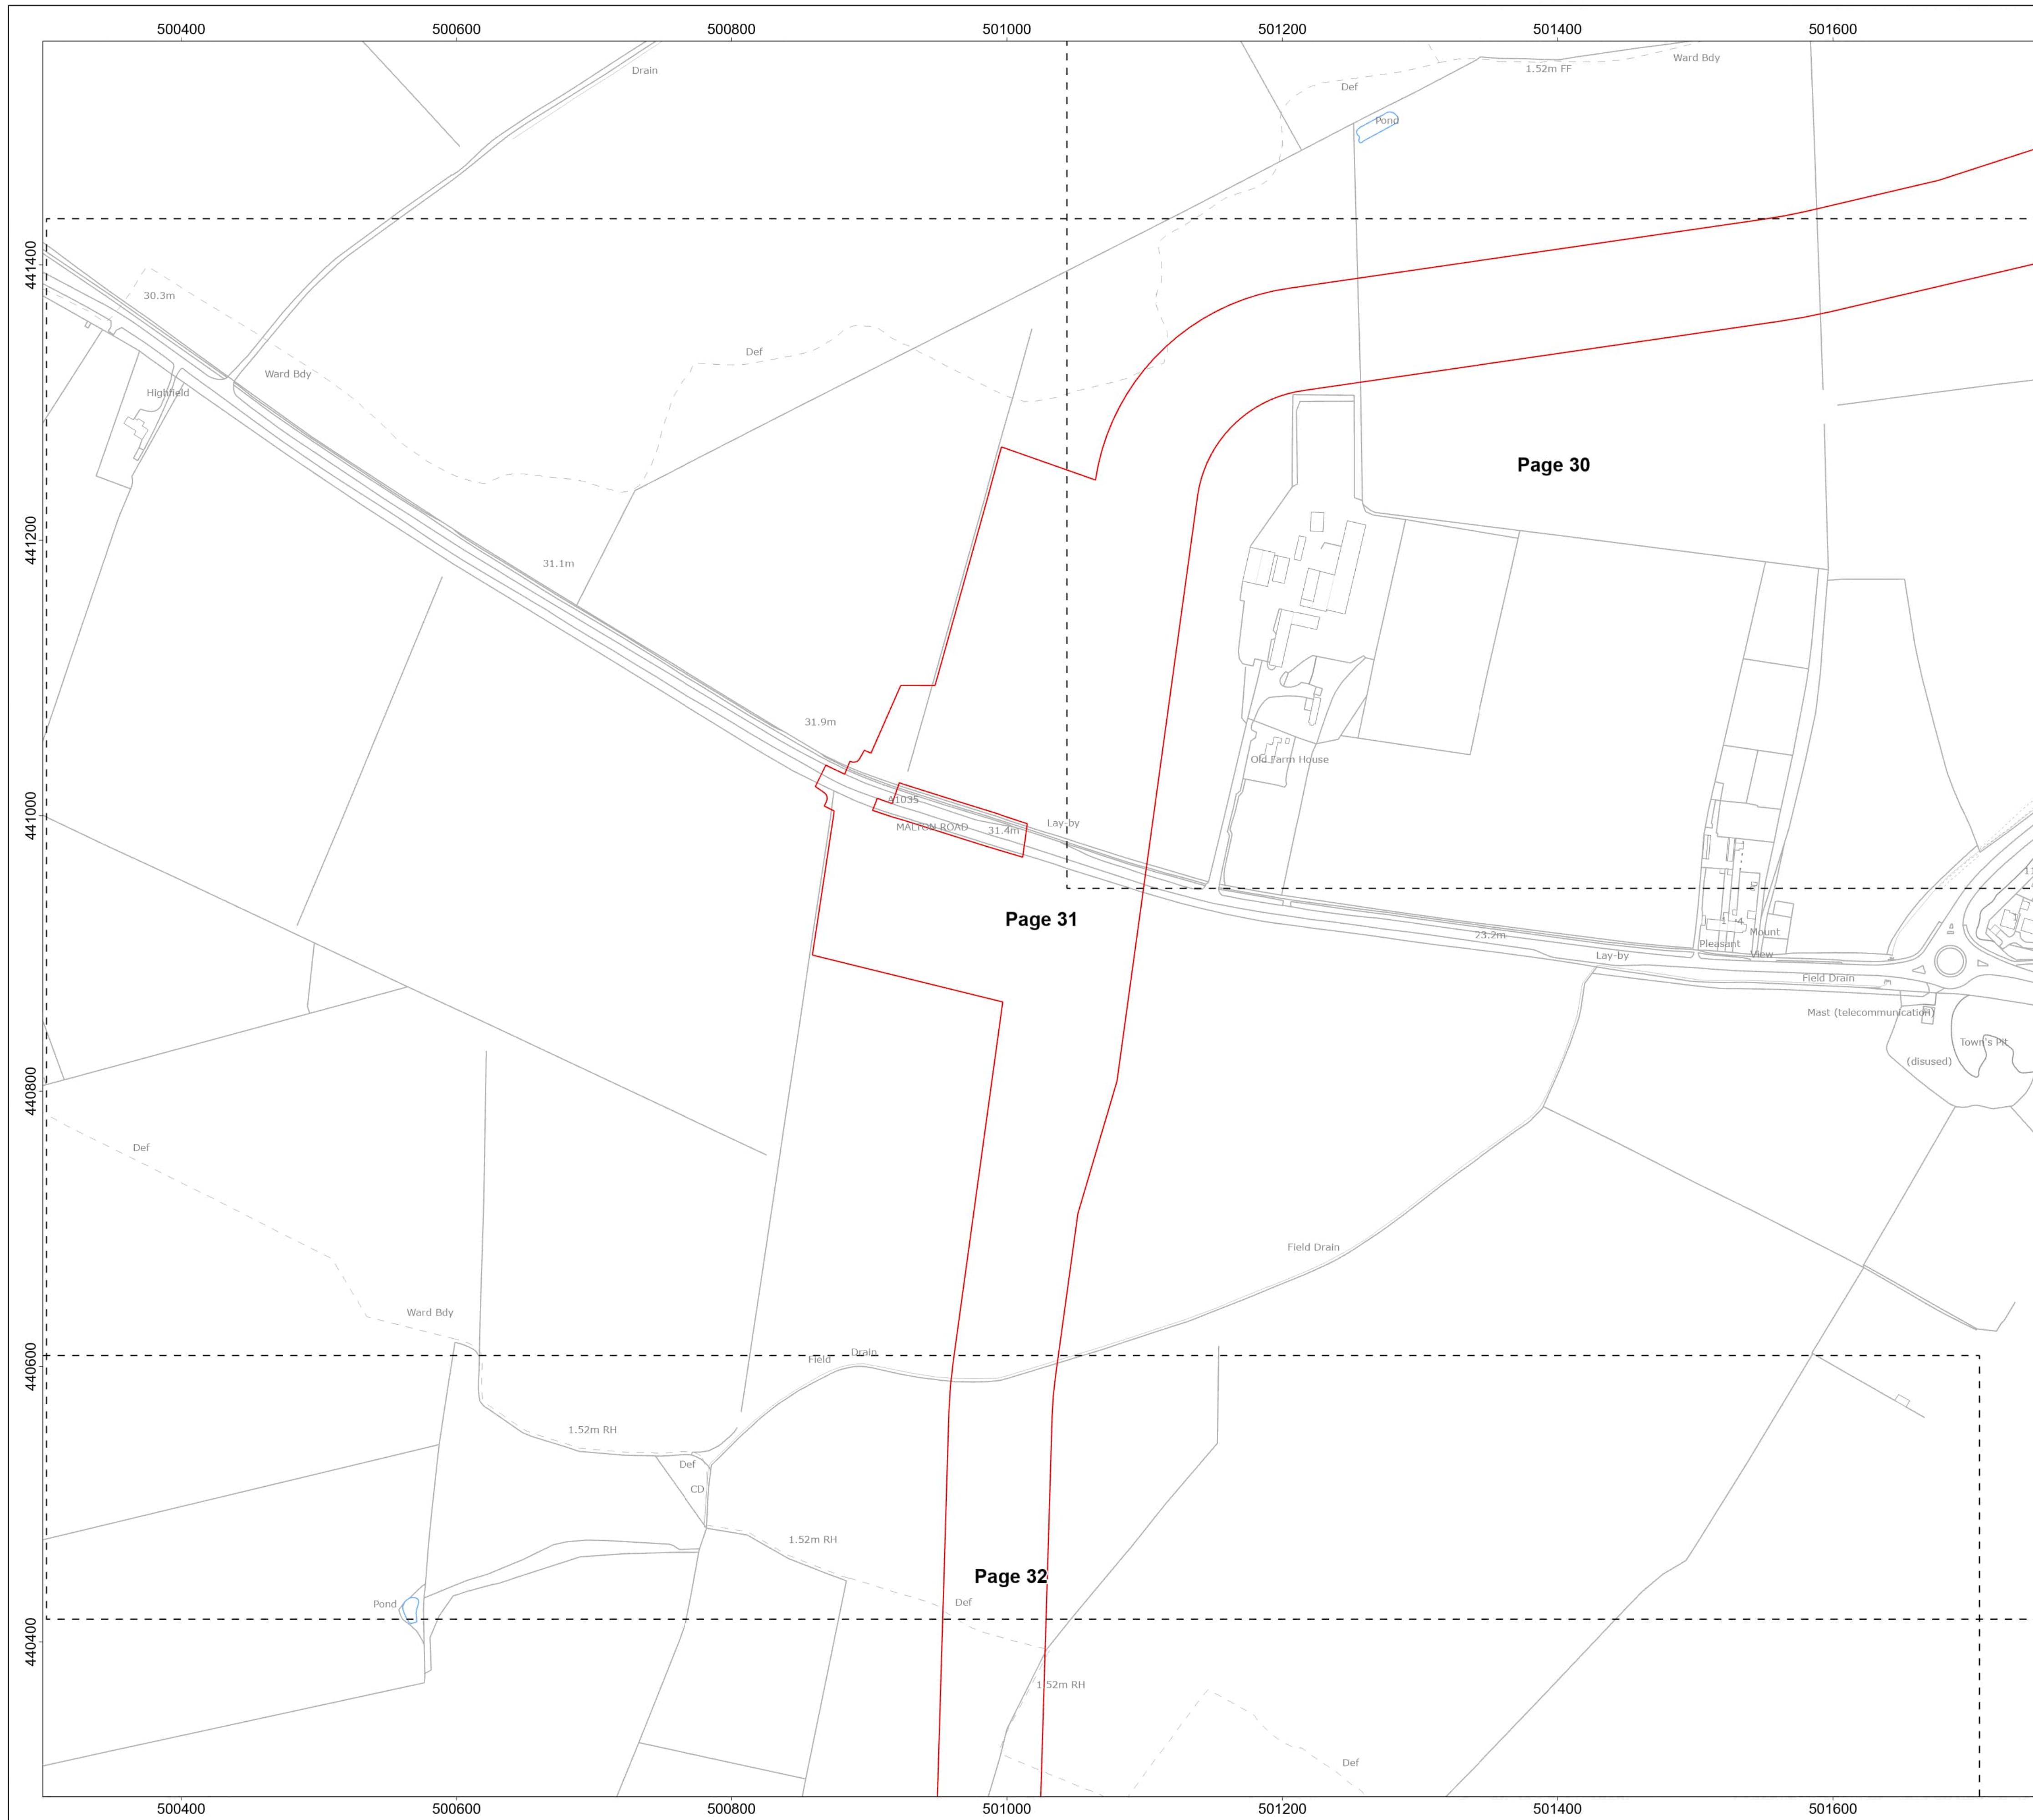 500400 500600 500800 501000 501200 501400 501600
Drain
Ward Bdy
1.52m FF
Def
Pond
441400
30.3m
Def
Ward Bdy
Highfield
Page 30
441200
31.1m
31.9m
Old Farm House
A1035
441000
Lay-by
MALTON ROAD
31.4m
Page 31
1 - 4
Mount
23.2m
Pleasant
View
Lay-by
Field Drain
Mast (telecommunication)
Town's Pit
(disused)
440800
Def
Field Drain
Ward Bdy
440600
Field Drain
1.52m RH
Def
CD
1.52m RH
Page 32
Pond
Def
440400
1.52m RH
Def
500400 500600 500800 501000 501200 501400 501600